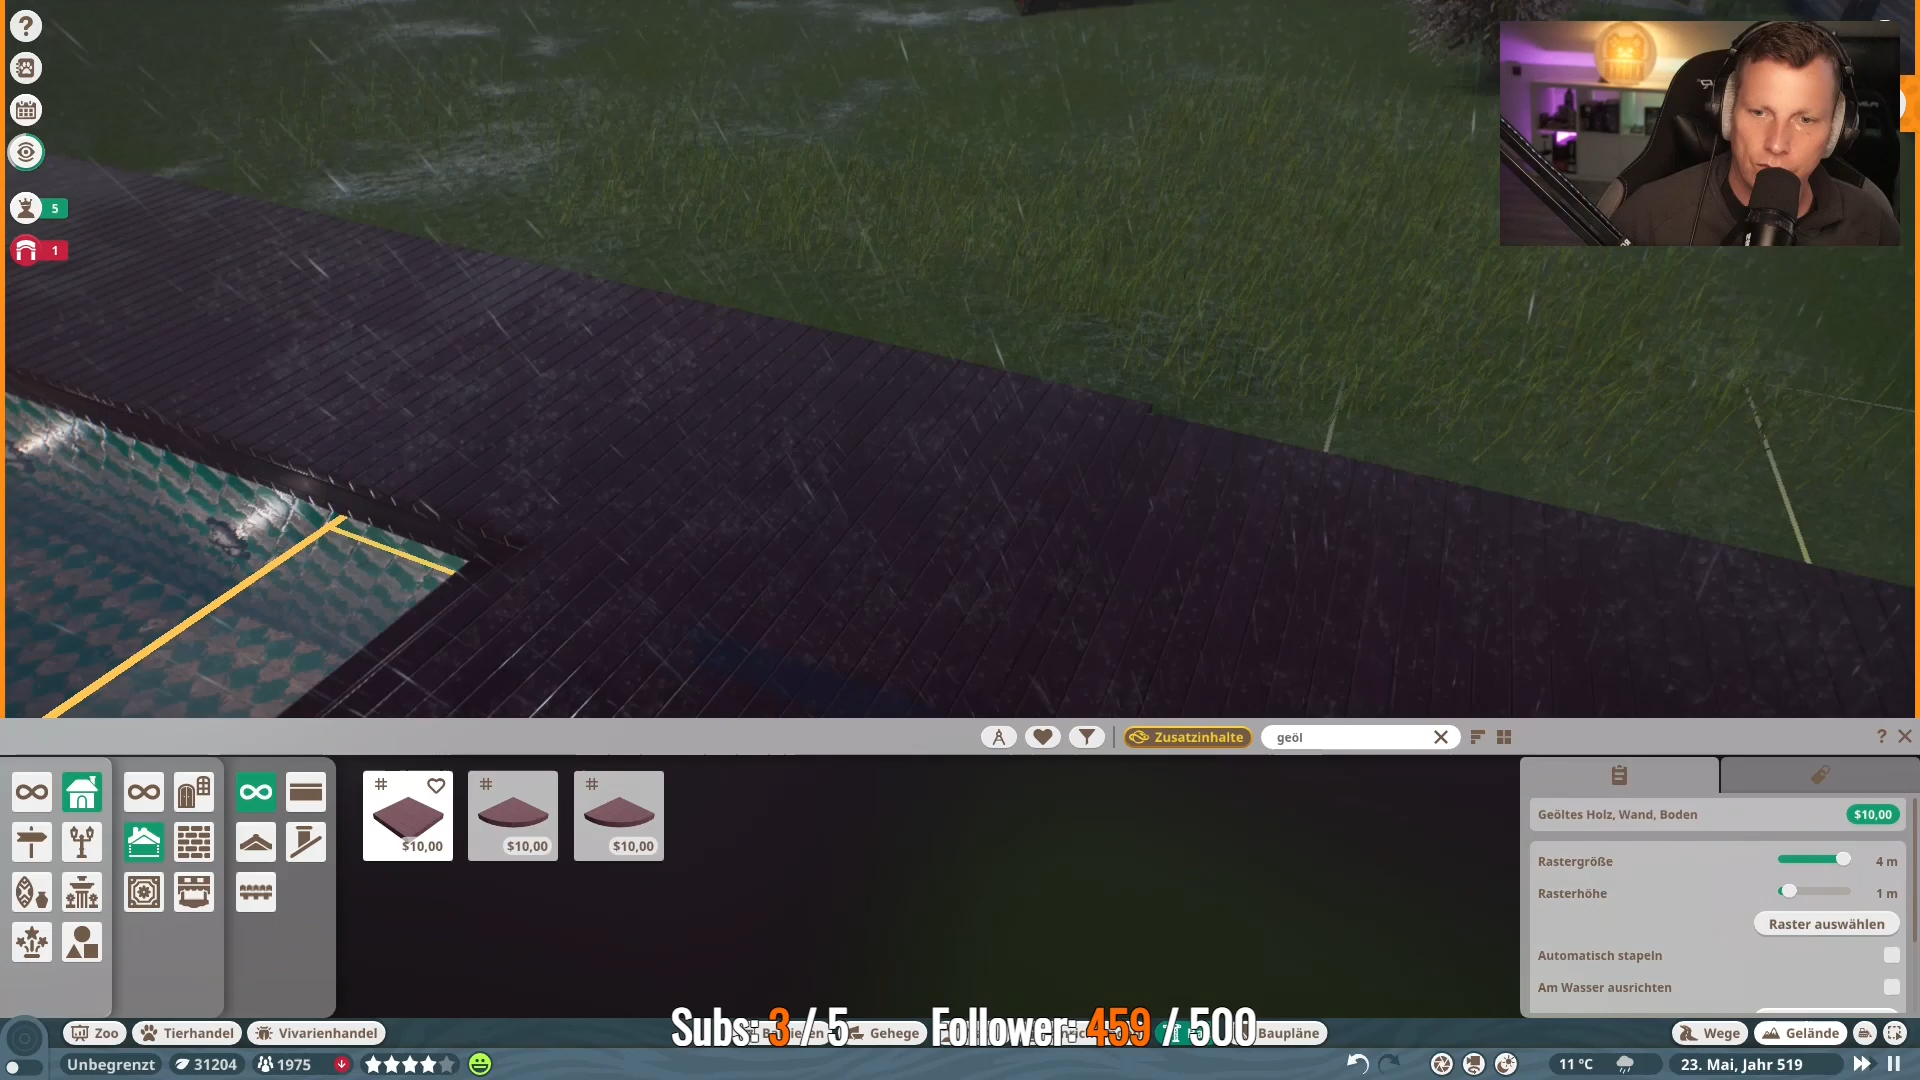 5
1
Zusatzinhalte
geöl
?
$10,00
$10,00
$10,00
Geöltes Holz, Wand, Boden
$10,00
Rastergröße
4 m
Rasterhöhe
1 m
Raster auswählen
Automatisch stapeln
Am Wasser ausrichten
Zoo
Tierhandel
Vivarienhandel
Gehege
Baupläne
Wege
Gelände
Subs: 3 / 5
Follower: 459 / 500
Unbegrenzt
31204
1975
11 °C
23. Mai, Jahr 519